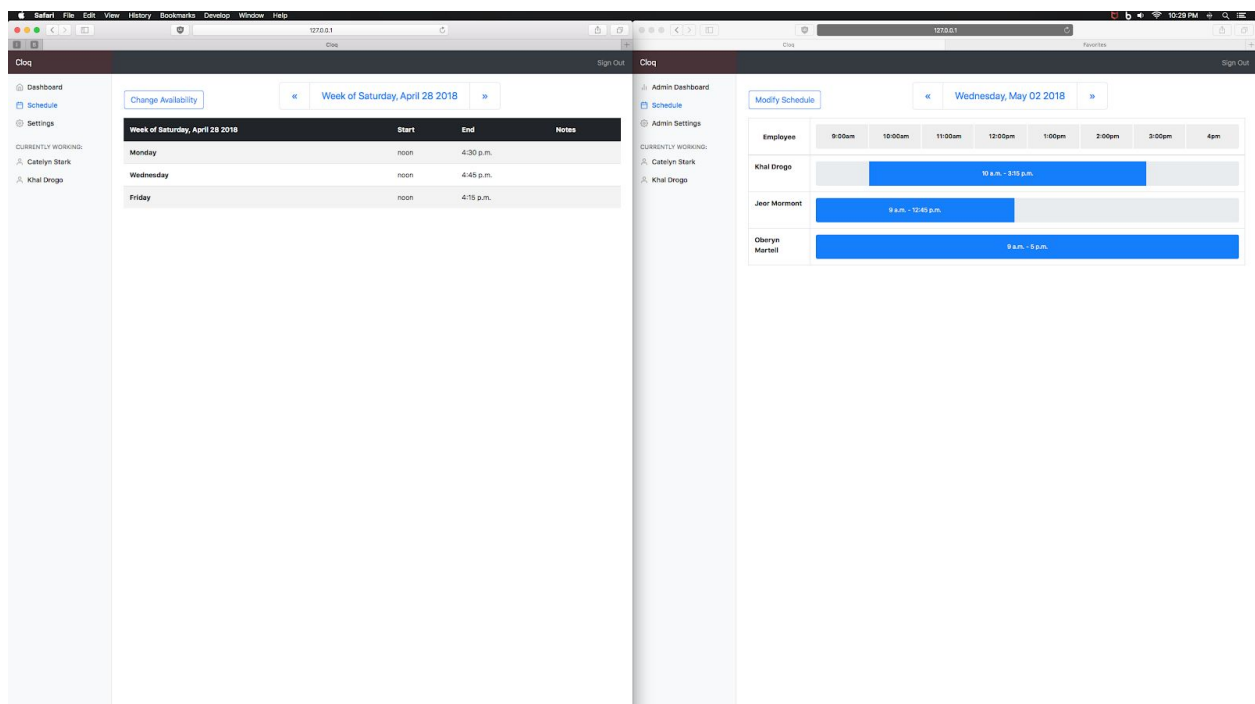 Safari File Edit View History Bookmarks Develop Window Help
10:29 PM
127.0.0.1
Cloq
Cloq
Sign Out
Dashboard
Schedule
Settings
CURRENTLY WORKING:
Catelyn Stark
Khal Drogo
Change Availability
« Week of Saturday, April 28 2018 »
Week of Saturday, April 28 2018 Start End Notes
Monday noon 4:30 p.m.
Wednesday noon 4:45 p.m.
Friday noon 4:15 p.m.
127.0.0.1
Cloq Favorites
Cloq
Sign Out
Admin Dashboard
Schedule
Admin Settings
CURRENTLY WORKING:
Catelyn Stark
Khal Drogo
Modify Schedule
« Wednesday, May 02 2018 »
Employee 9:00am 10:00am 11:00am 12:00pm 1:00pm 2:00pm 3:00pm 4pm
Khal Drogo 10 a.m. - 3:15 p.m.
Jeor Mormont 9 a.m. - 12:45 p.m.
Oberyn
Martell
9 a.m. - 5 p.m.